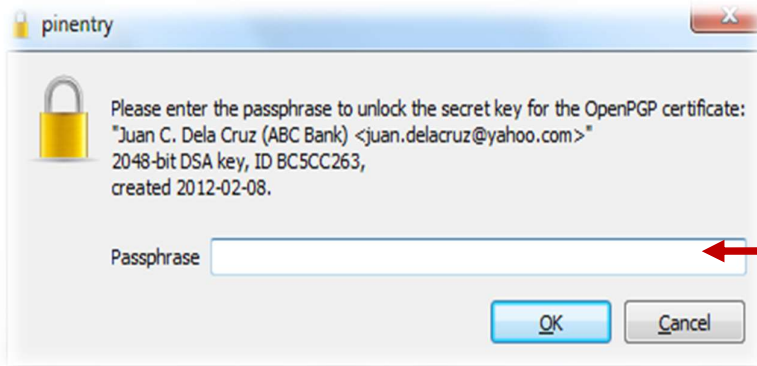 pinentry
Please enter the passphrase to unlock the secret key for the OpenPGP certificate:
"Juan C. Dela Cruz (ABC Bank) <juan.delacruz@yahoo.com>"
2048-bit DSA key, ID BC5CC263,
created 2012-02-08.
Passphrase
OK Cancel